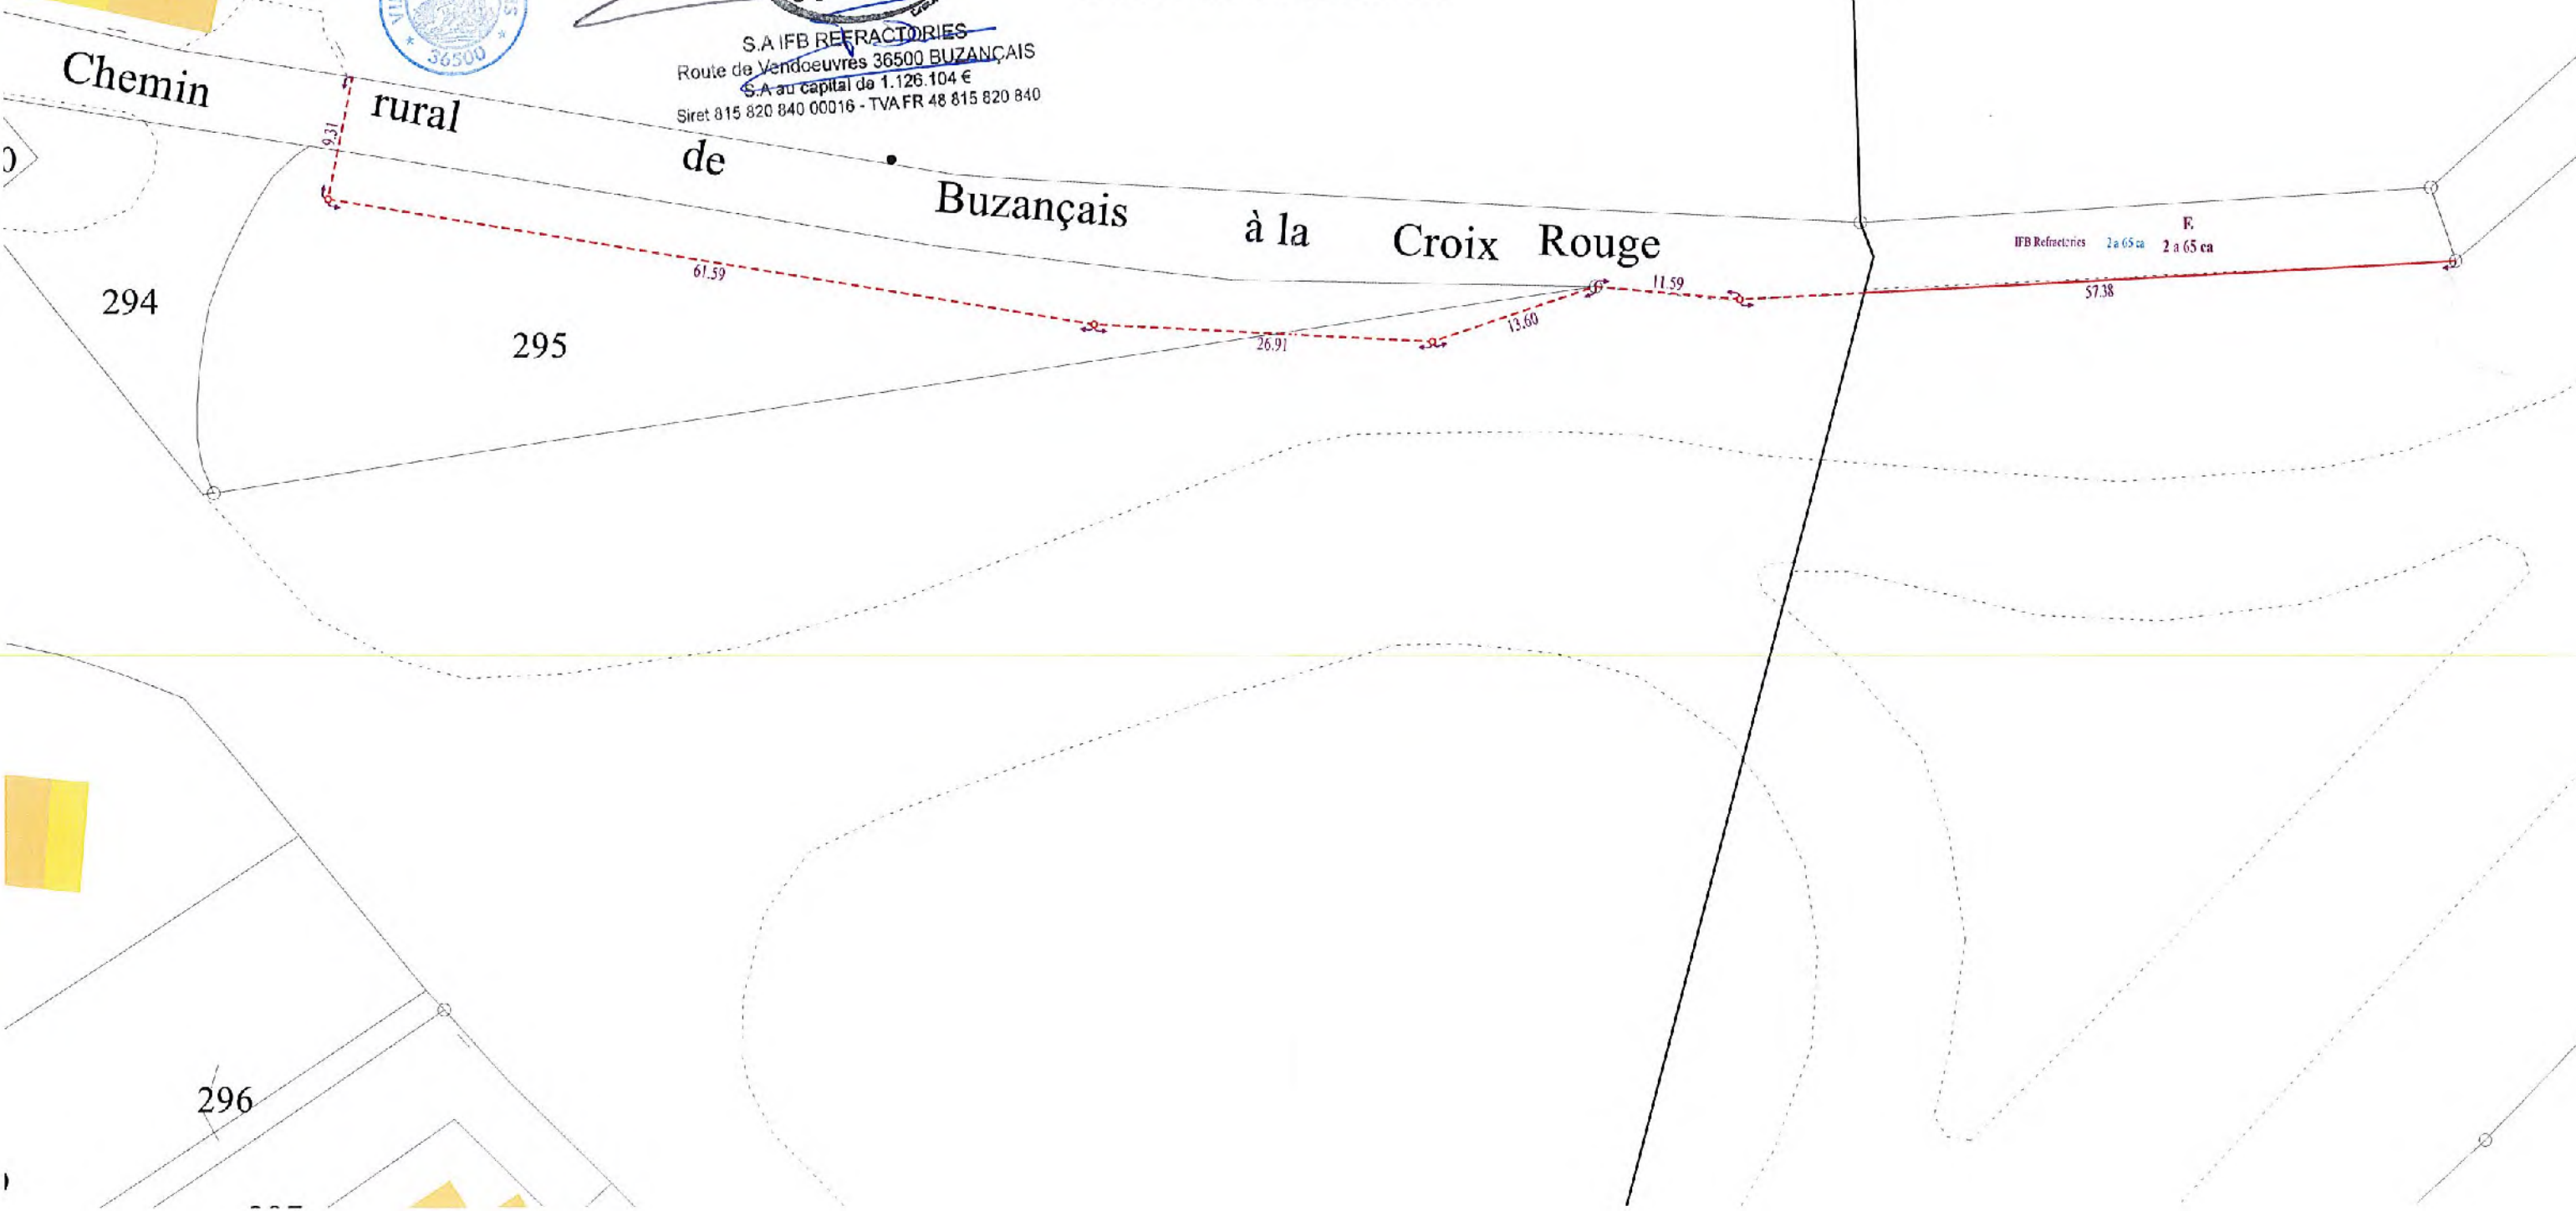 36500
S.A IFB REFRACTORIES
Route de Vendoeuvres 36500 BUZANÇAIS
S.A au capital de 1.126.104 €
Siret 815 820 840 00016 - TVA FR 48 815 820 840
Chemin rural de Buzançais à la Croix Rouge
9.31
61.59
26.91
13.60
11.59
57.38
E
IFB Refractories 2 a 65 ca 2 a 65 ca
294
295
296